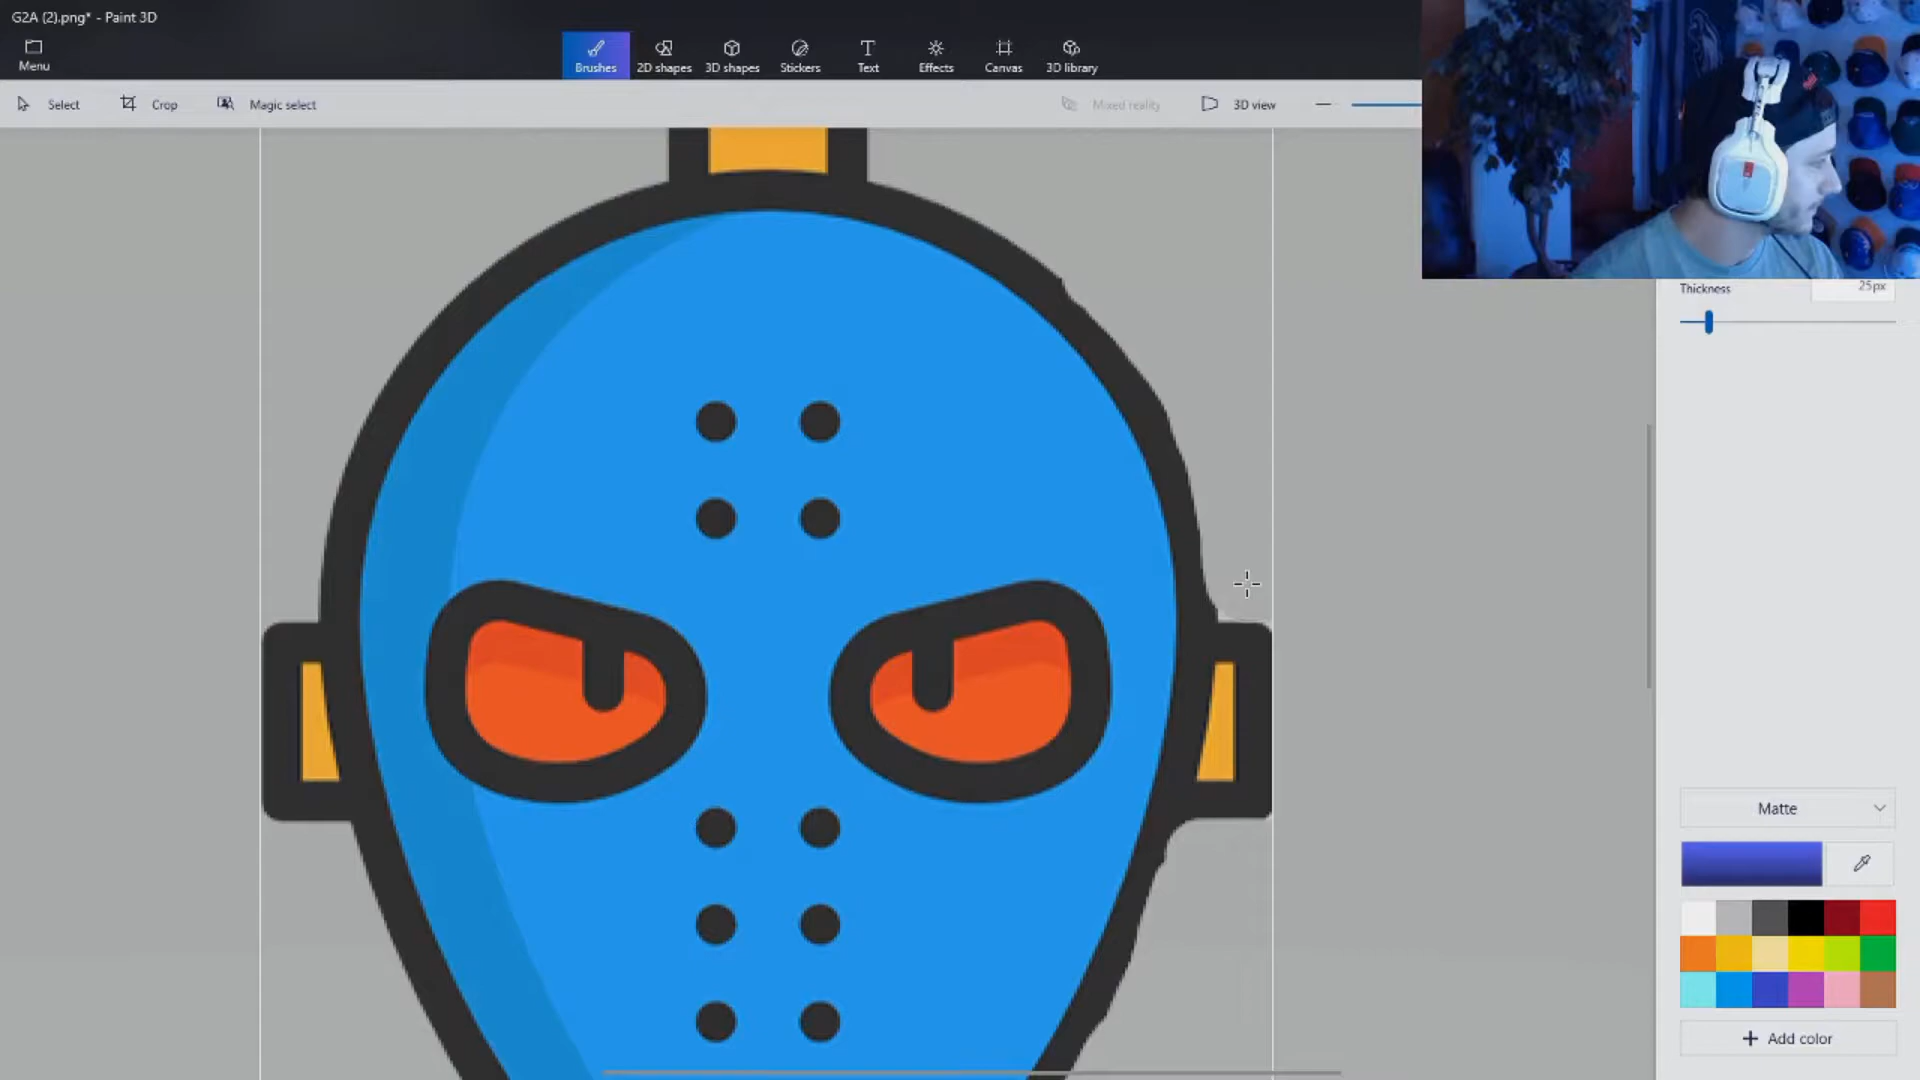 G2A (2).png* - Paint 3D
Menu
Brushes
2D shapes
3D shapes
Stickers
Text
Effects
Canvas
3D library
Select
Crop
Magic select
Mixed reality
3D view
Thickness
25px
Matte
Add color